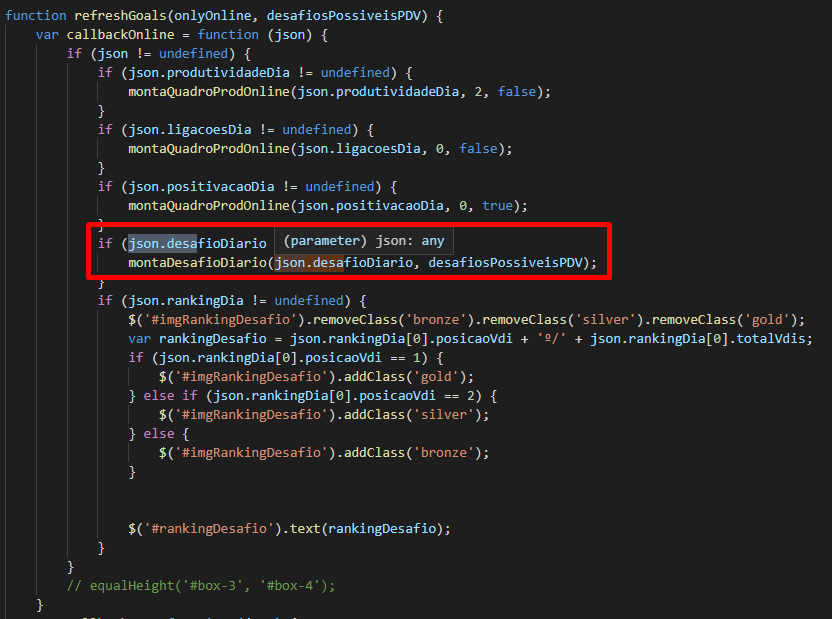 function refreshGoals(onlyOnline, desafiosPossiveisPDV) {
var callbackOnline = function (json) {
if (json != undefined) {
if (json.produtividadeDia != undefined) {
montaQuadroProdOnline(json.produtividadeDia, 2, false);
}
if (json.ligacoesDia != undefined) {
montaQuadroProdOnline(json.ligacoesDia, 0, false);
}
if (json.positivacaoDia != undefined) {
montaQuadroProdOnline(json.positivacaoDia, 0, true);
}
if (json.desafioDiario (parameter) json: any
montaDesafioDiario(json.desafioDiario, desafiosPossiveisPDV);
}
if (json.rankingDia != undefined) {
$('#imgRankingDesafio').removeClass('bronze').removeClass('silver').removeClass('gold');
var rankingDesafio = json.rankingDia[0].posicaoVdi + 'º/' + json.rankingDia[0].totalVdis;
if (json.rankingDia[0].posicaoVdi == 1) {
$('#imgRankingDesafio').addClass('gold');
} else if (json.rankingDia[0].posicaoVdi == 2) {
$('#imgRankingDesafio').addClass('silver');
} else {
$('#imgRankingDesafio').addClass('bronze');
}
$('#rankingDesafio').text(rankingDesafio);
}
}
// equalHeight('#box-3', '#box-4');
}